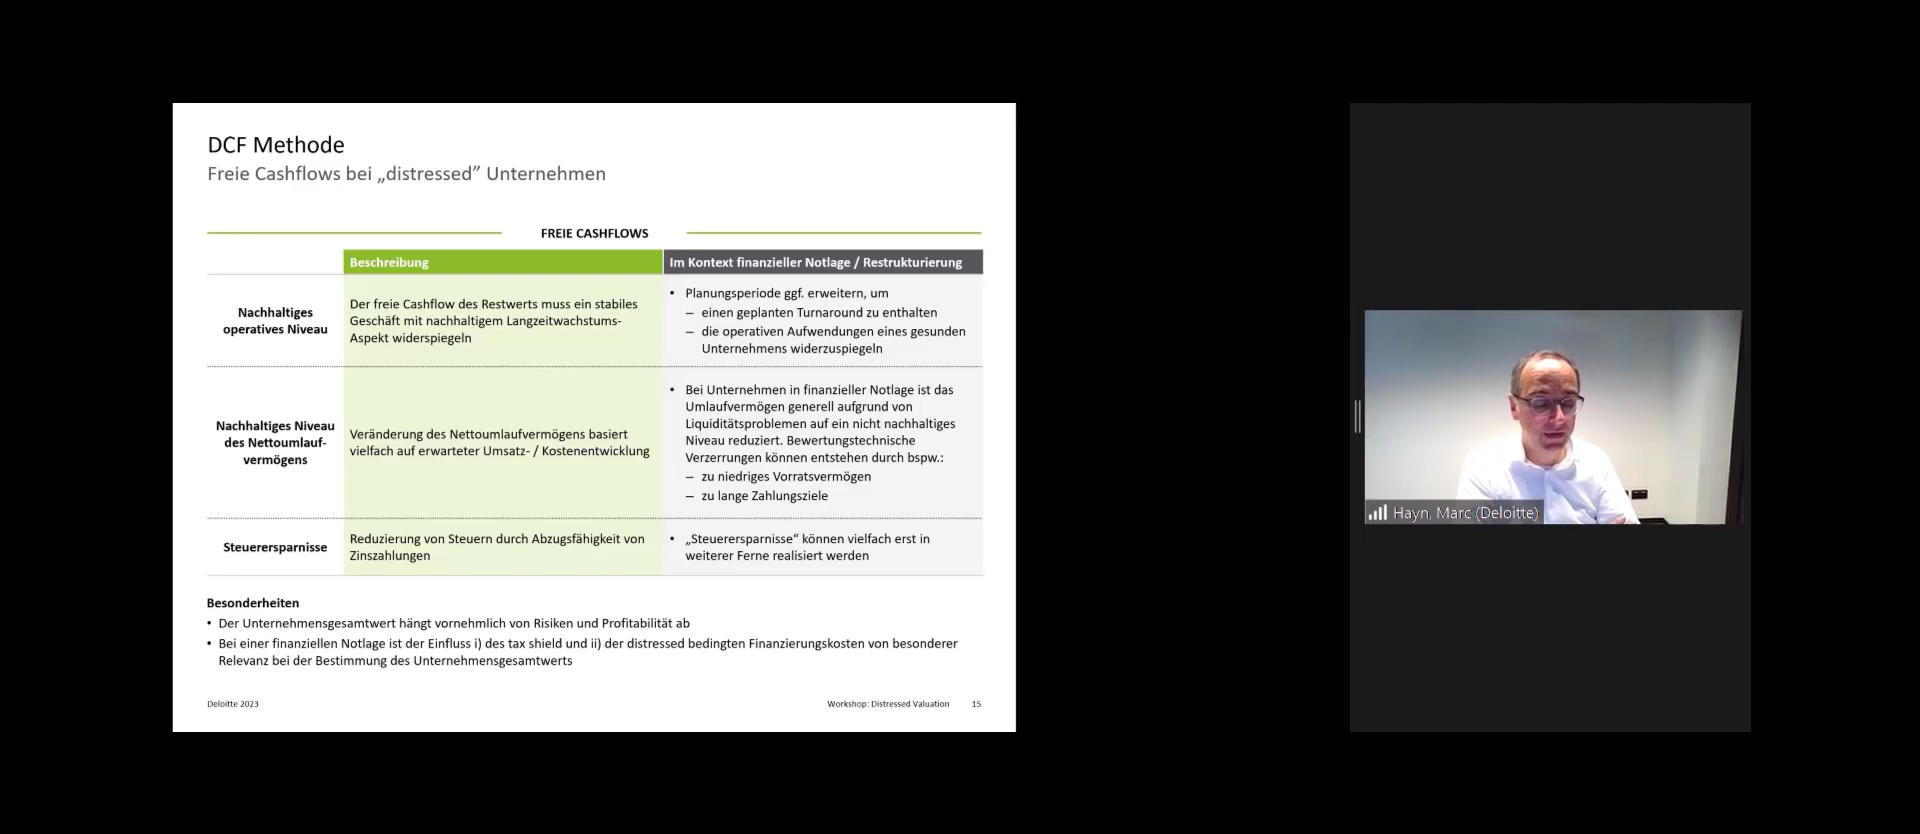 DCF Methode
Freie Cashflows bei „distressed” Unternehmen
FREIE CASHFLOWS
Beschreibung
Im Kontext finanzieller Notlage / Restrukturierung
Nachhaltiges
operatives Niveau
Der freie Cashflow des Restwerts muss ein stabiles
Geschäft mit nachhaltigem Langzeitwachstums-
Aspekt widerspiegeln
• Planungsperiode ggf. erweitern, um
– einen geplanten Turnaround zu enthalten
– die operativen Aufwendungen eines gesunden
Unternehmens widerzuspiegeln
Nachhaltiges Niveau
des Nettoumlauf-
vermögens
Veränderung des Nettoumlaufvermögens basiert
vielfach auf erwarteter Umsatz- / Kostenentwicklung
• Bei Unternehmen in finanzieller Notlage ist das
Umlaufvermögen generell aufgrund von
Liquiditätsproblemen auf ein nicht nachhaltiges
Niveau reduziert. Bewertungstechnische
Verzerrungen können entstehen durch bspw.:
– zu niedriges Vorratsvermögen
– zu lange Zahlungsziele
Steuerersparnisse
Reduzierung von Steuern durch Abzugsfähigkeit von
Zinszahlungen
• „Steuerersparnisse“ können vielfach erst in
weiterer Ferne realisiert werden
Besonderheiten
• Der Unternehmensgesamtwert hängt vornehmlich von Risiken und Profitabilität ab
• Bei einer finanziellen Notlage ist der Einfluss i) des tax shield und ii) der distressed bedingten Finanzierungskosten von besonderer
Relevanz bei der Bestimmung des Unternehmensgesamtwerts
Deloitte 2023
Workshop: Distressed Valuation 15
Hayn, Marc (Deloitte)